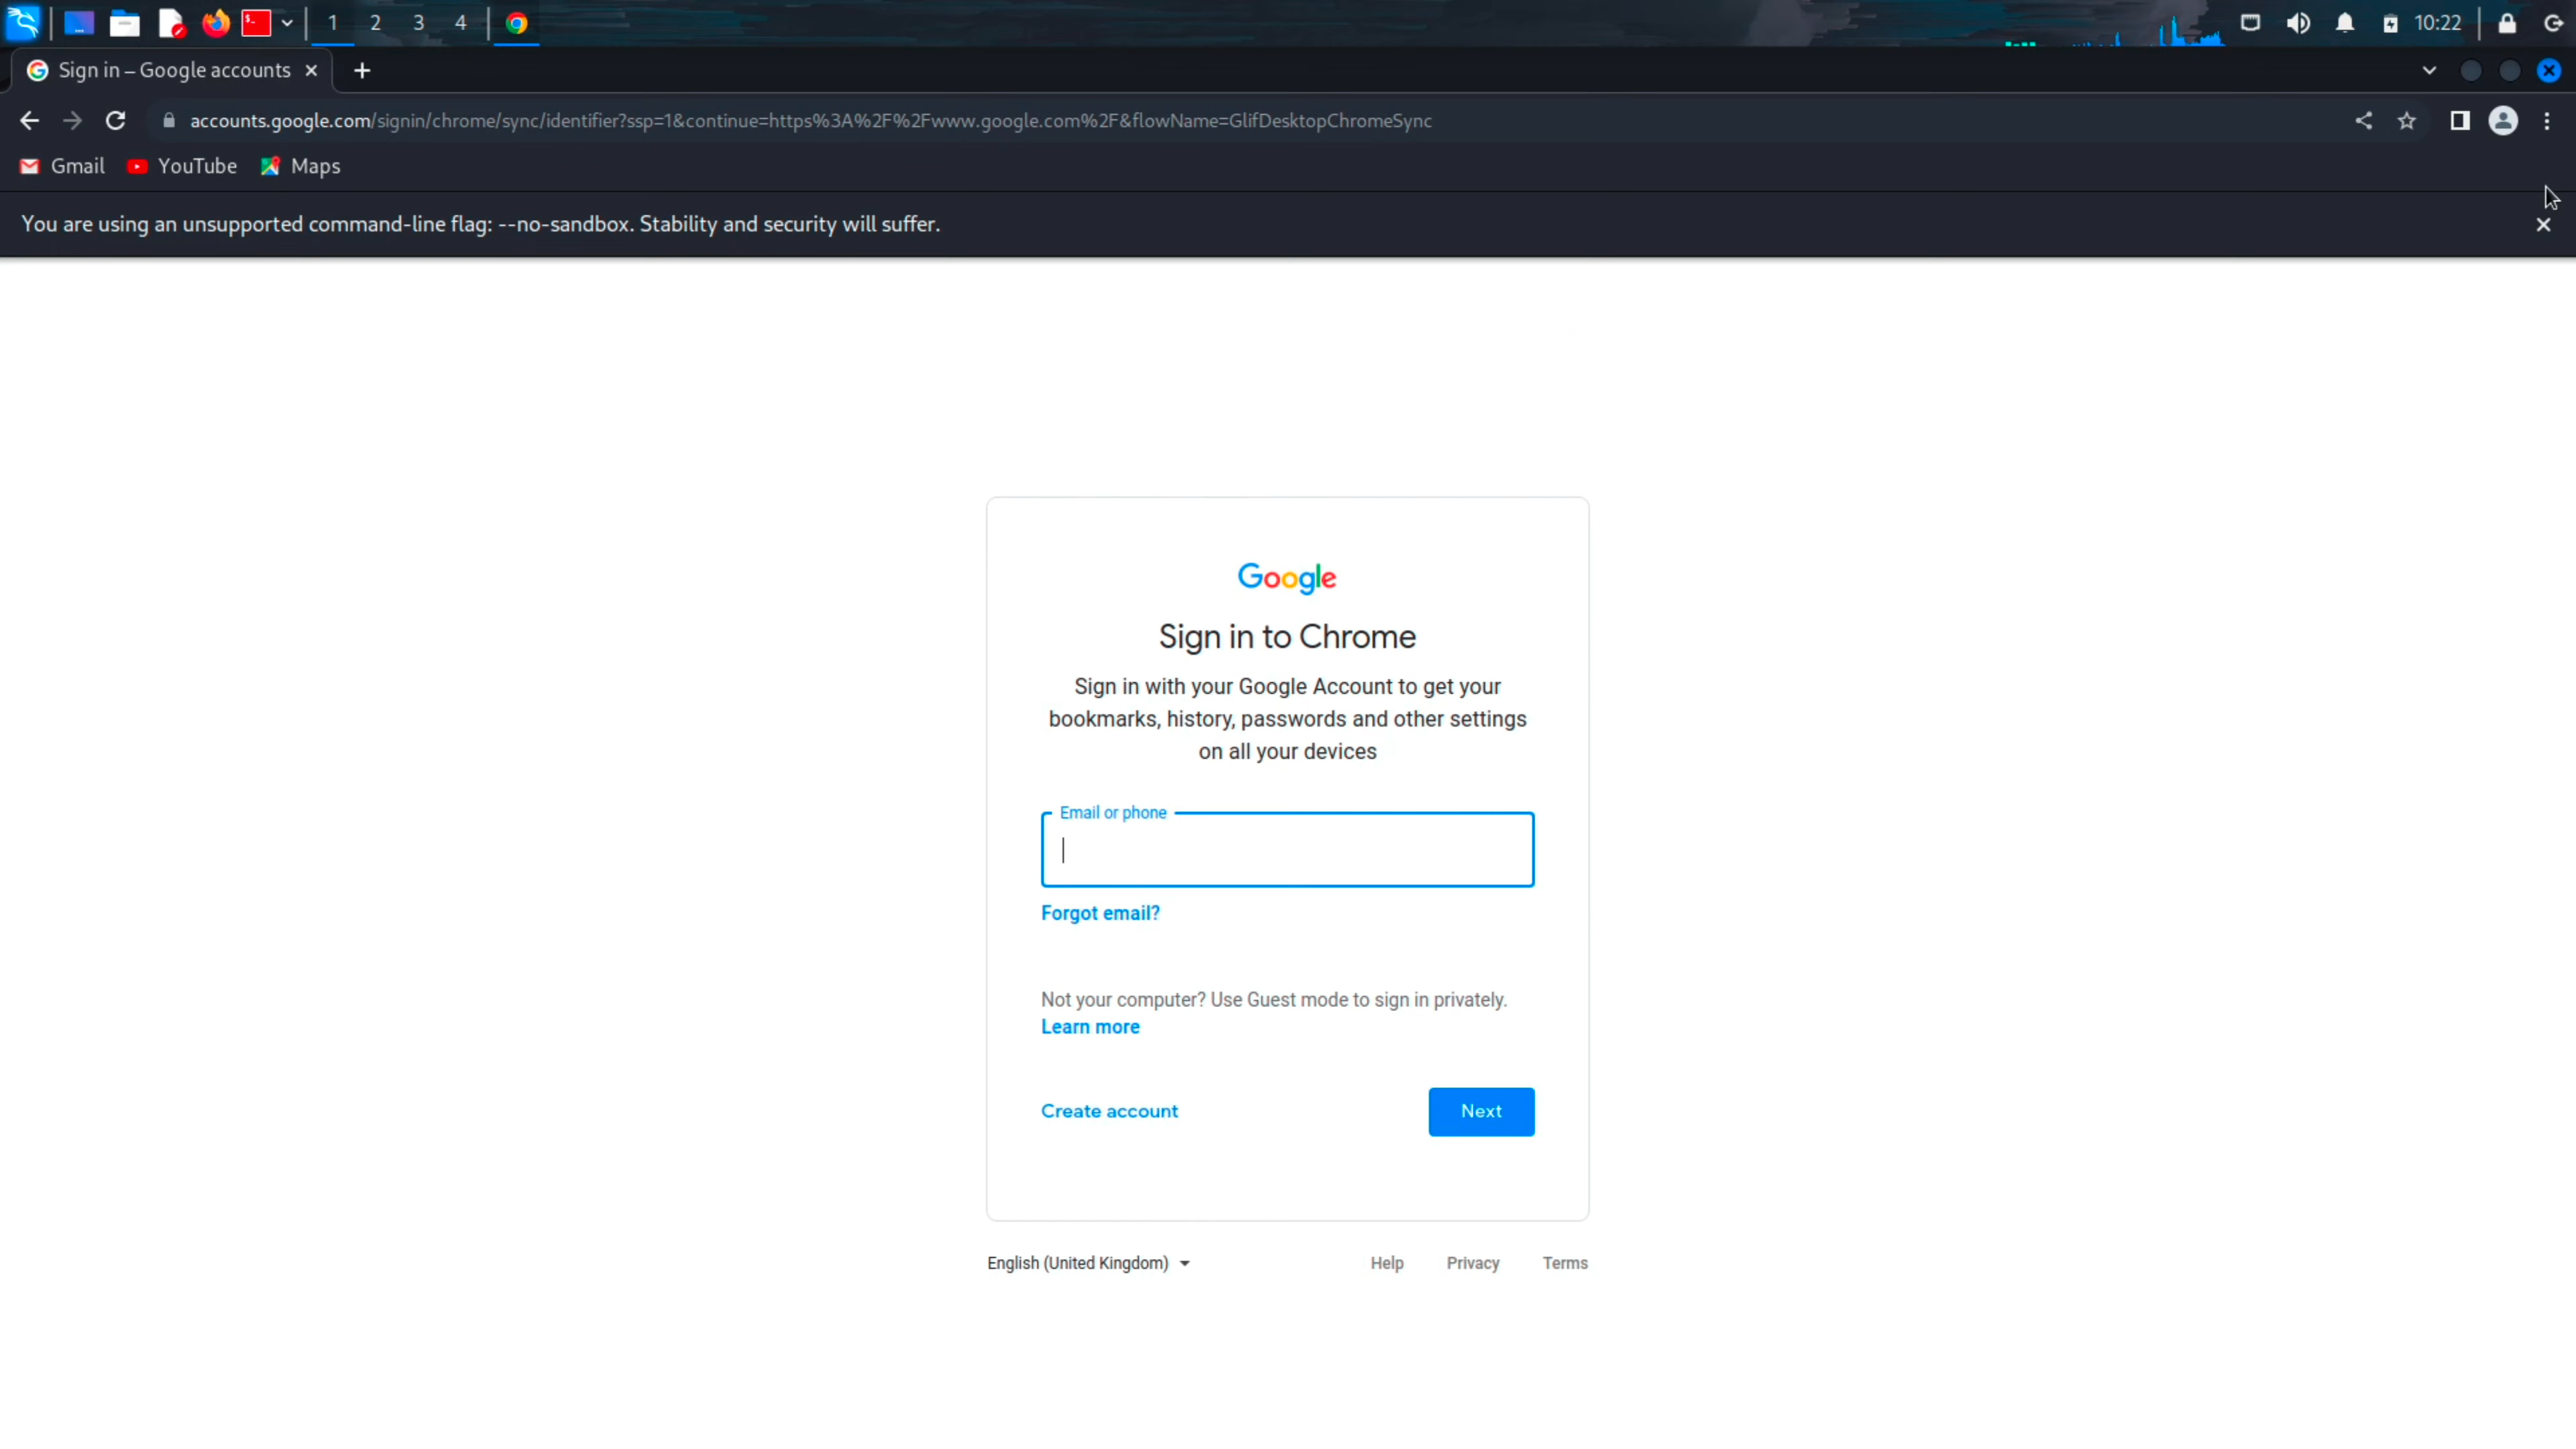 1 2 3 4 10:22
Sign in – Google accounts
accounts.google.com/signin/chrome/sync/identifier?ssp=1&continue=https%3A%2F%2Fwww.google.com%2F&flowName=GlifDesktopChromeSync
Gmail YouTube Maps
You are using an unsupported command-line flag: --no-sandbox. Stability and security will suffer.
Google
Sign in to Chrome
Sign in with your Google Account to get your
bookmarks, history, passwords and other settings
on all your devices
Email or phone
Forgot email?
Not your computer? Use Guest mode to sign in privately.
Learn more
Create account Next
English (United Kingdom) Help Privacy Terms